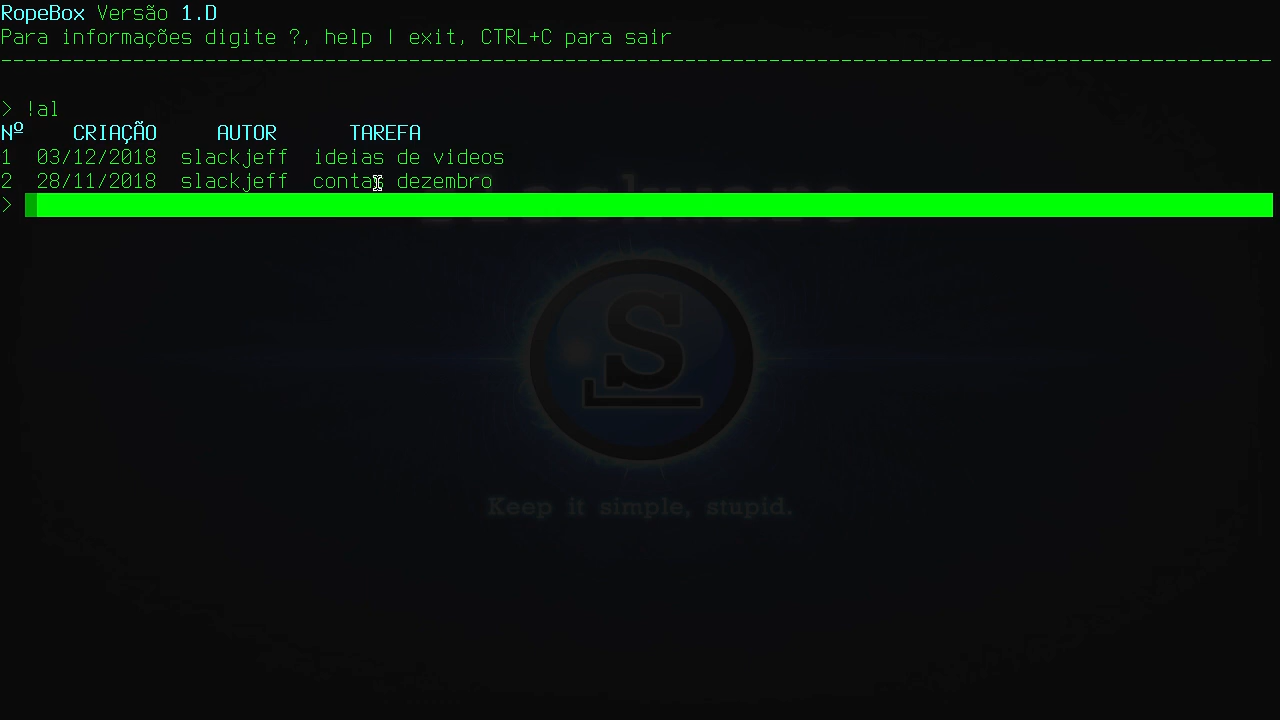 RopeBox Versão 1.D
Para informações digite ?, help | exit, CTRL+C para sair
----------------------------------------------------------------------------------------------------------
> !al
Nº CRIAÇÃO AUTOR TAREFA
1 03/12/2018 slackjeff ideias de videos
2 28/11/2018 slackjeff contas dezembro
>
slackware
S
Keep it simple, stupid.